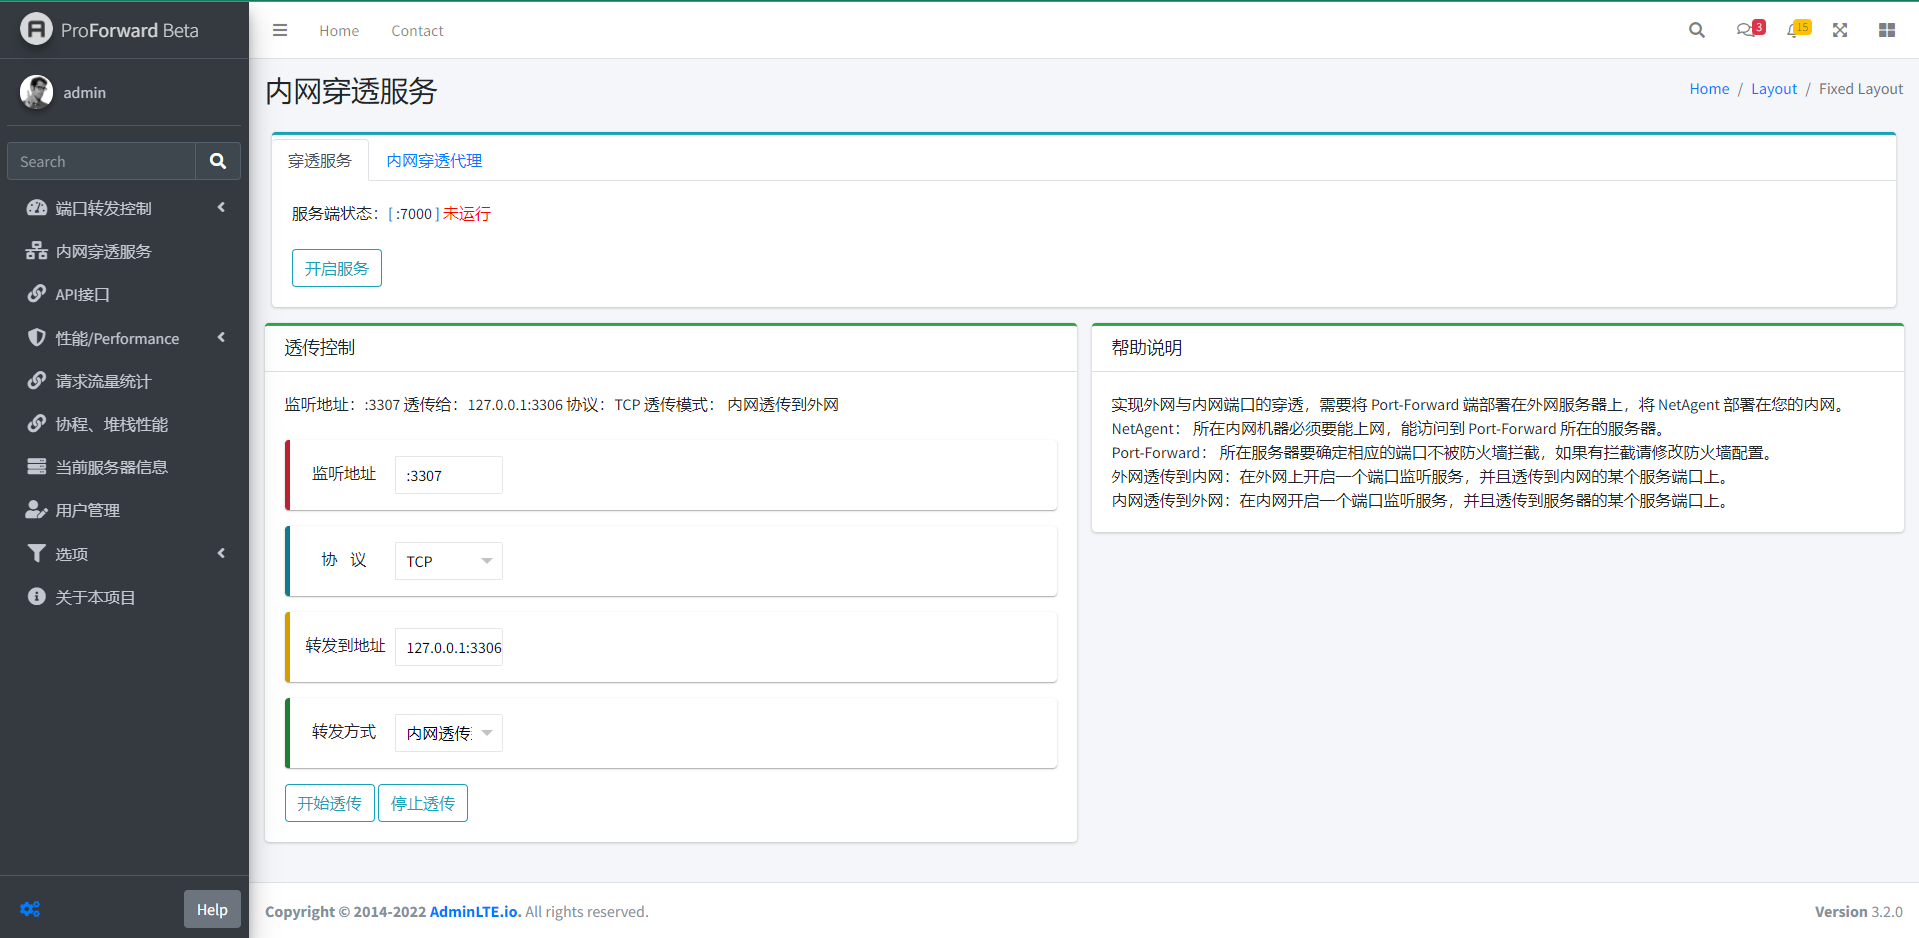 ProForward Beta
Home
Contact
3
15
admin
Search
端口转发控制
内网穿透服务
API接口
性能/Performance
请求流量统计
协程、堆栈性能
当前服务器信息
用户管理
选项
关于本项目
Help
内网穿透服务
Home / Layout / Fixed Layout
穿透服务
内网穿透代理
服务端状态：[ :7000 ] 未运行
开启服务
透传控制
监听地址：:3307 透传给：127.0.0.1:3306 协议：TCP 透传模式： 内网透传到外网
监听地址 :3307
协 议 TCP
转发到地址 127.0.0.1:3306
转发方式 内网透传
开始透传 停止透传
帮助说明
实现外网与内网端口的穿透，需要将 Port-Forward 端部署在外网服务器上，将 NetAgent 部署在您的内网。
NetAgent： 所在内网机器必须要能上网，能访问到 Port-Forward 所在的服务器。
Port-Forward： 所在服务器要确定相应的端口不被防火墙拦截，如果有拦截请修改防火墙配置。
外网透传到内网：在外网上开启一个端口监听服务，并且透传到内网的某个服务端口上。
内网透传到外网：在内网开启一个端口监听服务，并且透传到服务器的某个服务端口上。
Copyright © 2014-2022 AdminLTE.io. All rights reserved.
Version 3.2.0